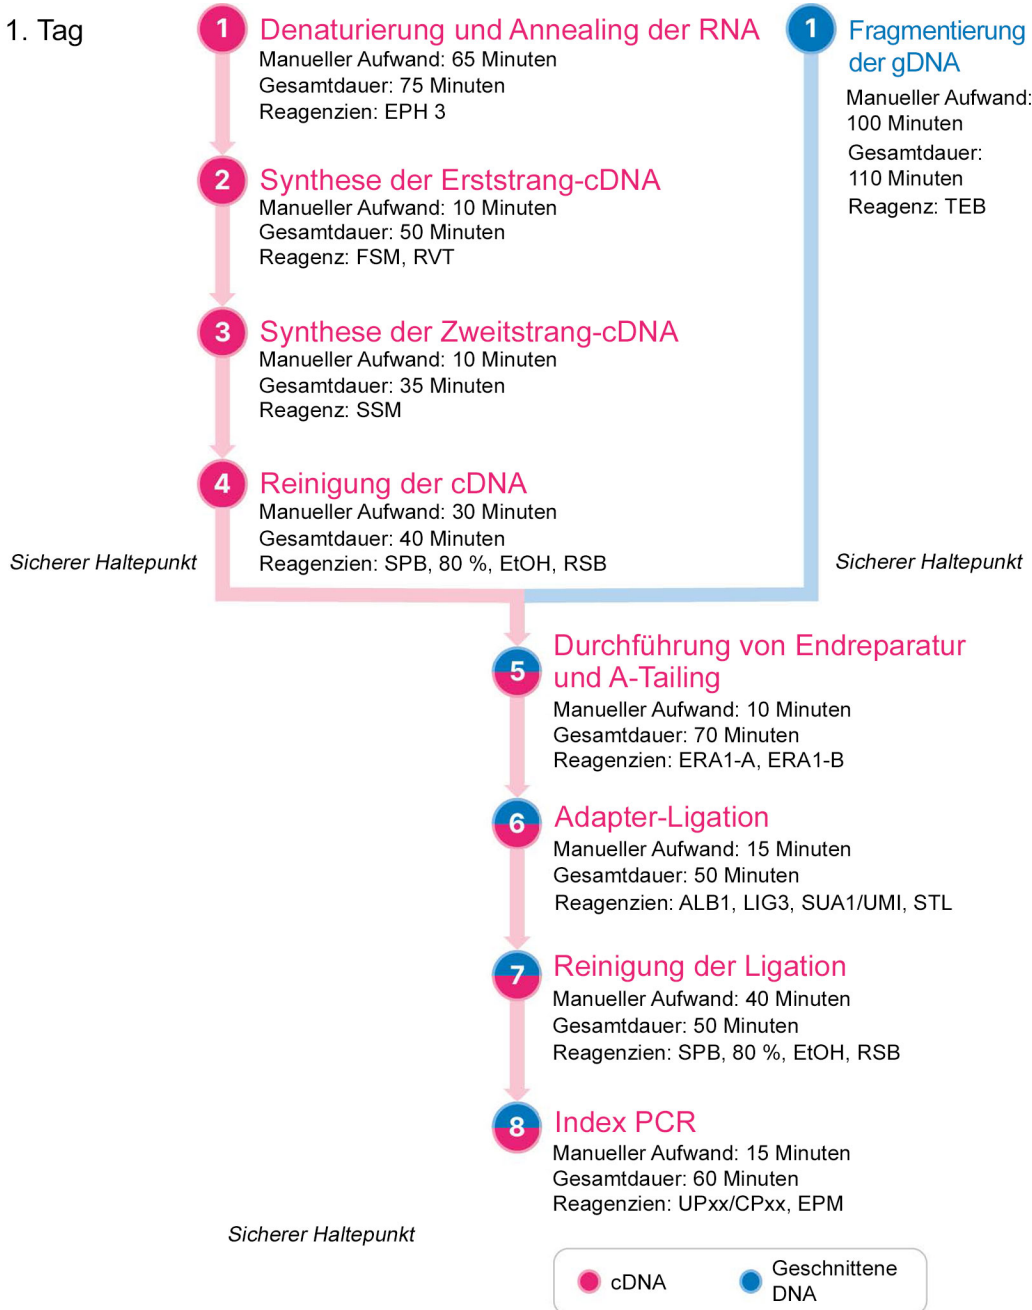 1. Tag
1
Denaturierung und Annealing der RNA
Manueller Aufwand: 65 Minuten
Gesamtdauer: 75 Minuten
Reagenzien: EPH 3
1
Fragmentierung
der gDNA
Manueller Aufwand:
100 Minuten
Gesamtdauer:
110 Minuten
Reagenz: TEB
2
Synthese der Erststrang-cDNA
Manueller Aufwand: 10 Minuten
Gesamtdauer: 50 Minuten
Reagenz: FSM, RVT
3
Synthese der Zweitstrang-cDNA
Manueller Aufwand: 10 Minuten
Gesamtdauer: 35 Minuten
Reagenz: SSM
4
Reinigung der cDNA
Manueller Aufwand: 30 Minuten
Gesamtdauer: 40 Minuten
Reagenzien: SPB, 80 %, EtOH, RSB
Sicherer Haltepunkt
Sicherer Haltepunkt
5
Durchführung von Endreparatur
und A-Tailing
Manueller Aufwand: 10 Minuten
Gesamtdauer: 70 Minuten
Reagenzien: ERA1-A, ERA1-B
6
Adapter-Ligation
Manueller Aufwand: 15 Minuten
Gesamtdauer: 50 Minuten
Reagenzien: ALB1, LIG3, SUA1/UMI, STL
7
Reinigung der Ligation
Manueller Aufwand: 40 Minuten
Gesamtdauer: 50 Minuten
Reagenzien: SPB, 80 %, EtOH, RSB
8
Index PCR
Manueller Aufwand: 15 Minuten
Gesamtdauer: 60 Minuten
Reagenzien: UPxx/CPxx, EPM
Sicherer Haltepunkt
cDNA
Geschnittene
DNA